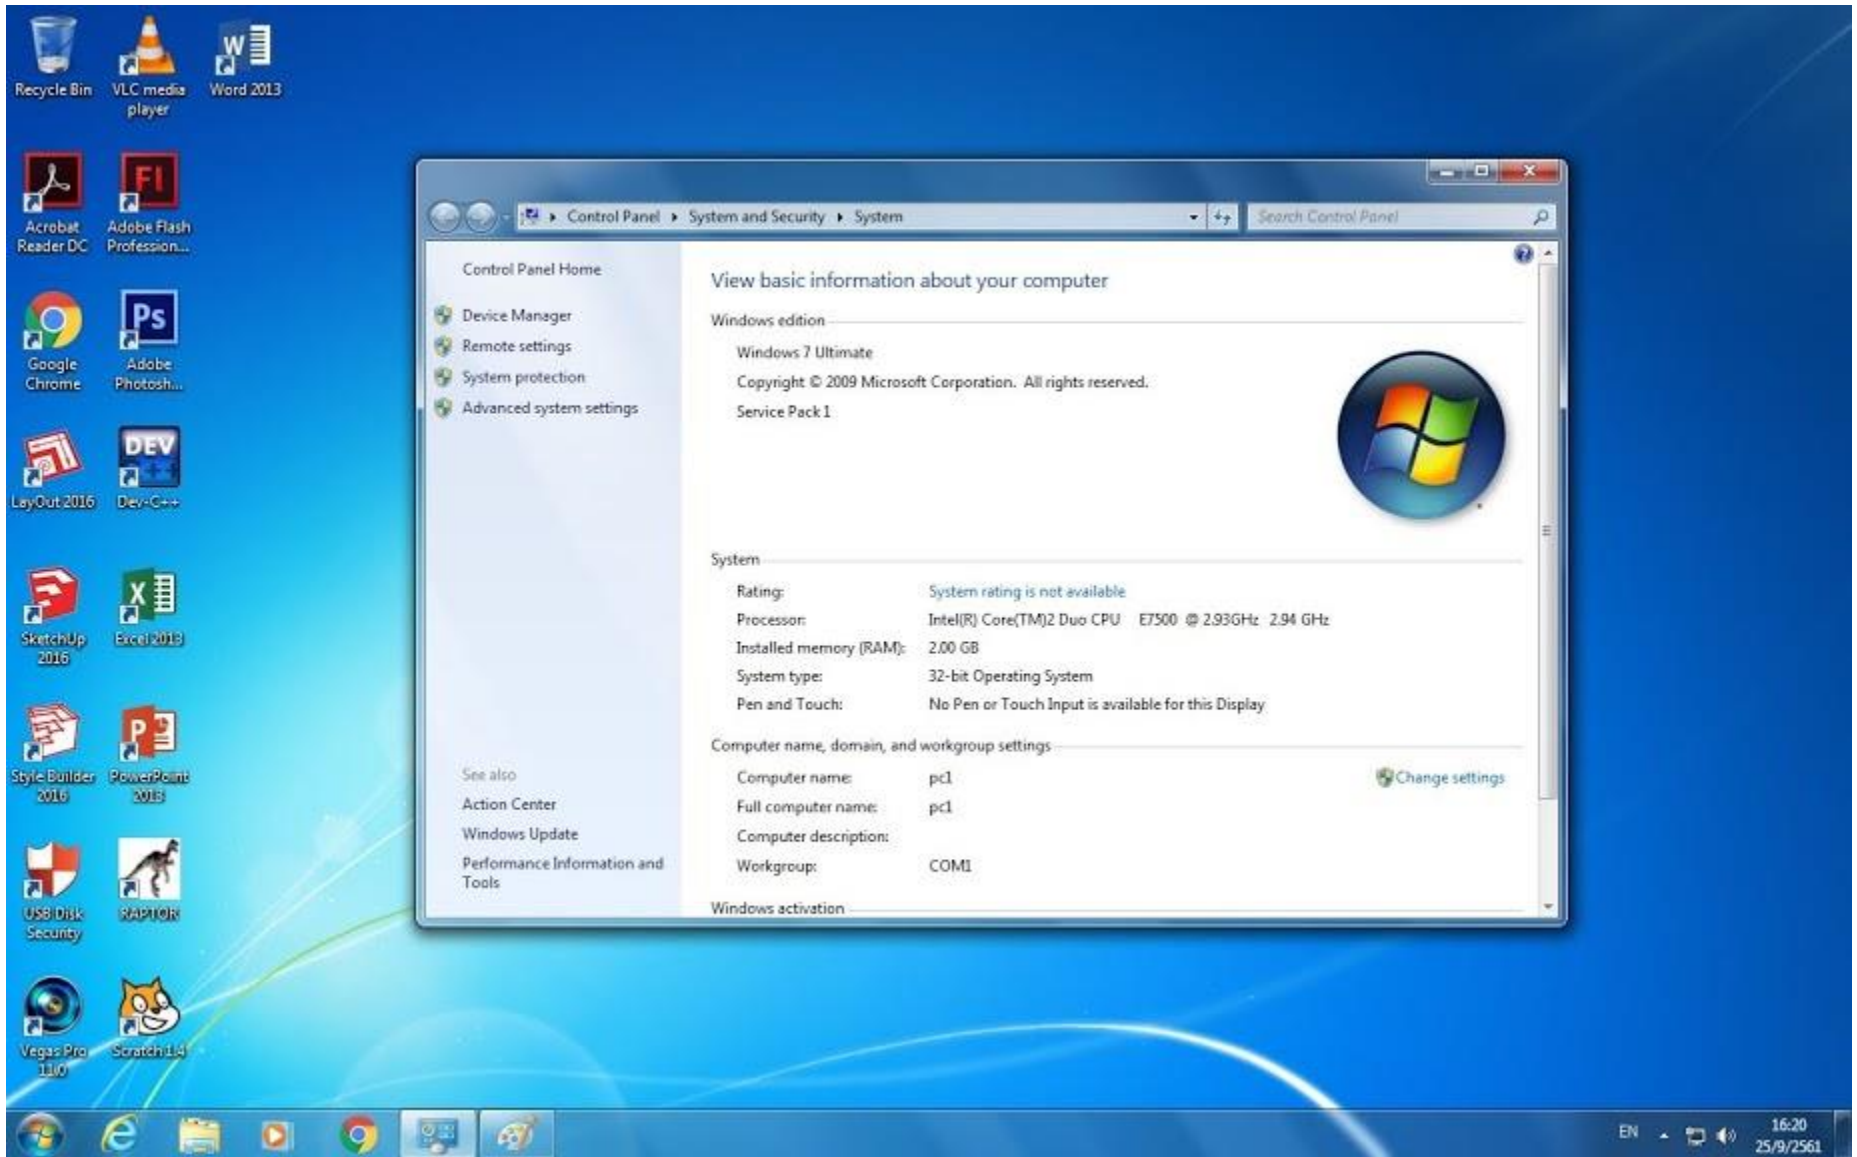 Recycle Bin
VLC media
player
Word 2013
Acrobat
Reader DC
Adobe Flash
Profession...
Google
Chrome
Adobe
Photosh...
LayOut 2016
DEV
C++
Dev-C++
SketchUp
2016
Excel 2013
Style Builder
2016
PowerPoint
2013
USB Disk
Security
RAPTOR
Vegas Pro
11.0
Scratch 1.4
Control Panel
System and Security
System
Search Control Panel
Control Panel Home
Device Manager
Remote settings
System protection
Advanced system settings
See also
Action Center
Windows Update
Performance Information and
Tools
View basic information about your computer
Windows edition
Windows 7 Ultimate
Copyright © 2009 Microsoft Corporation. All rights reserved.
Service Pack 1
System
Rating: System rating is not available
Processor: Intel(R) Core(TM)2 Duo CPU E7500 @ 2.93GHz 2.94 GHz
Installed memory (RAM): 2.00 GB
System type: 32-bit Operating System
Pen and Touch: No Pen or Touch Input is available for this Display
Computer name, domain, and workgroup settings
Computer name: pc1 Change settings
Full computer name: pc1
Computer description:
Workgroup: COM1
Windows activation
EN
16:20
25/9/2561